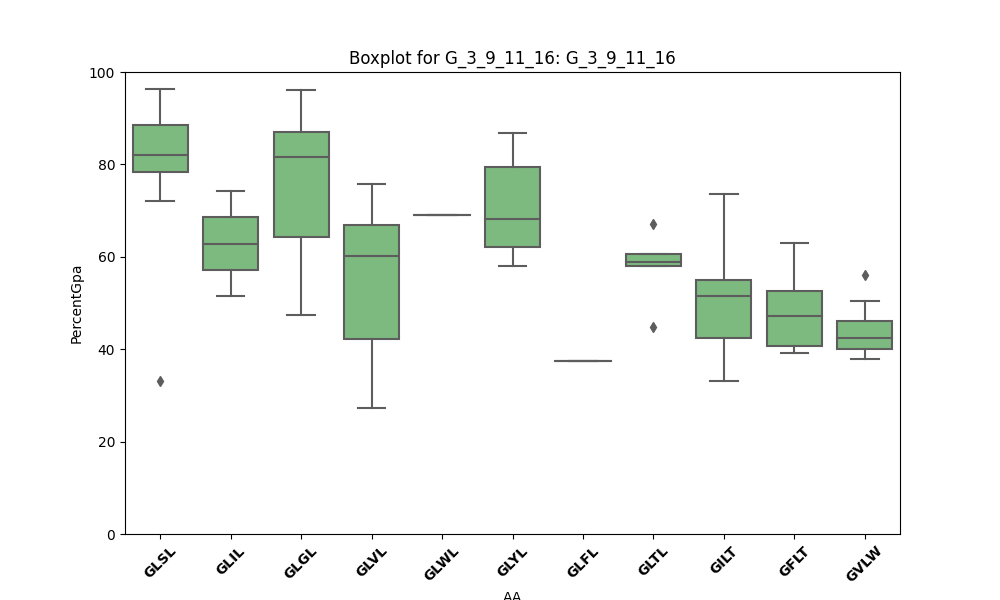 Boxplot for G_3_9_11_16: G_3_9_11_16
100
80
60
40
20
0
PercentGpa
GLSL
GLIL
GLGL
GLVL
GLWL
GLYL
GLFL
GLTL
GILT
GFLT
GVLW
AA